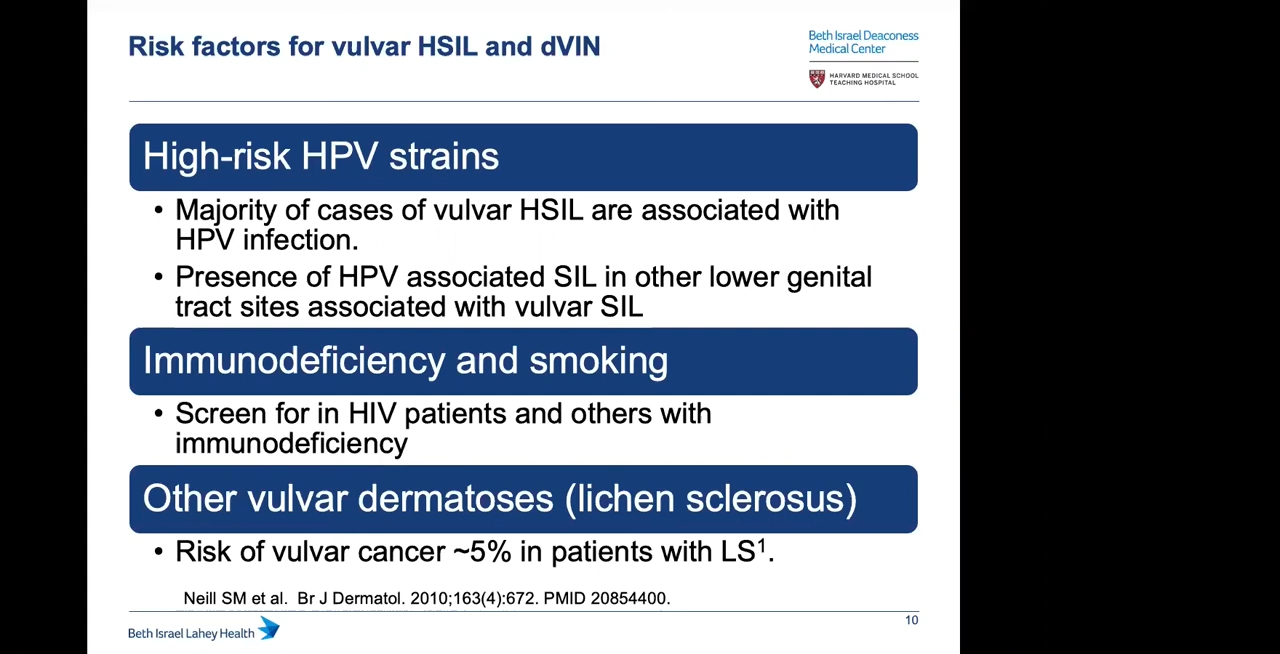 Risk factors for vulvar HSIL and dVIN
Beth Israel Deaconess
Medical Center
HARVARD MEDICAL SCHOOL
TEACHING HOSPITAL
High-risk HPV strains
• Majority of cases of vulvar HSIL are associated with
HPV infection.
• Presence of HPV associated SIL in other lower genital
tract sites associated with vulvar SIL
Immunodeficiency and smoking
• Screen for in HIV patients and others with
immunodeficiency
Other vulvar dermatoses (lichen sclerosus)
• Risk of vulvar cancer ~5% in patients with LS¹.
Neill SM et al. Br J Dermatol. 2010;163(4):672. PMID 20854400.
10
Beth Israel Lahey Health